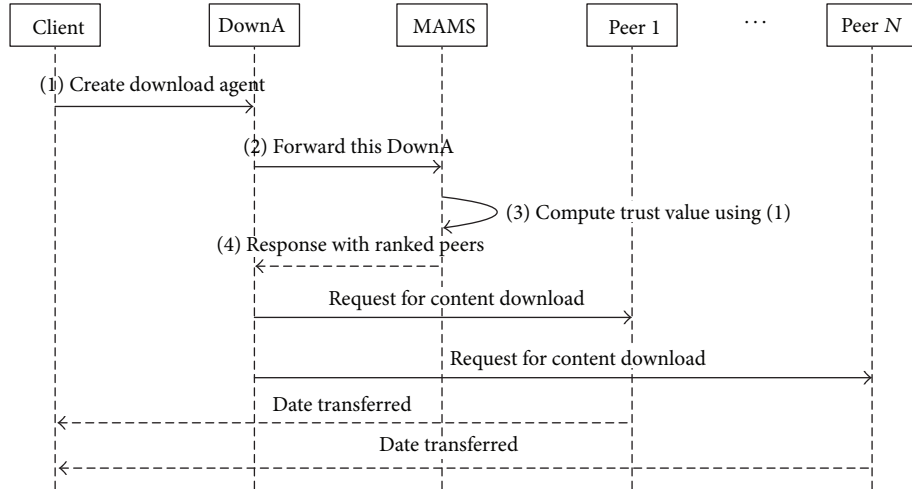 Client DownA MAMS Peer 1 ... Peer N
(1) Create download agent
(2) Forward this DownA
(3) Compute trust value using (1)
(4) Response with ranked peers
Request for content download
Request for content download
Date transferred
Date transferred